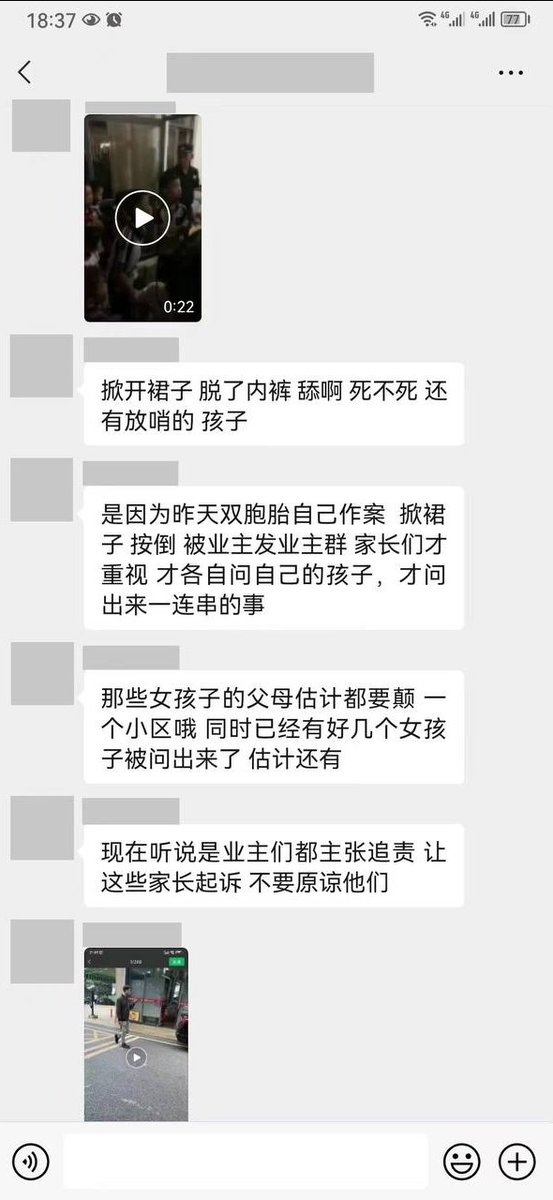 18:37
4G
4G
77
0:22
掀开裙子 脱了内裤 舔啊 死不死 还
有放哨的 孩子
是因为昨天双胞胎自己作案 掀裙
子 按倒 被业主发业主群 家长们才
重视 才各自问自己的孩子，才问
出来一连串的事
那些女孩子的父母估计都要颠 一
个小区哦 同时已经有好几个女孩
子被问出来了 估计还有
现在听说是业主们都主张追责 让
这些家长起诉 不要原谅他们